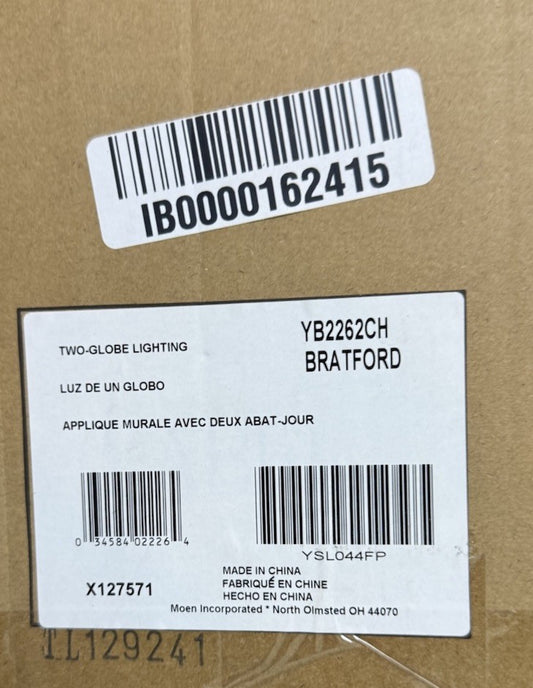 IB0000162415
TWO-GLOBE LIGHTING
YB2262CH
BRATFORD
LUZ DE UN GLOBO
APPLIQUE MURALE AVEC DEUX ABAT-JOUR
0 34584 02226 4
YSL044FP
X127571
MADE IN CHINA
FABRIQUÉ EN CHINE
HECHO EN CHINA
Moen Incorporated * North Olmsted OH 44070
TL129241